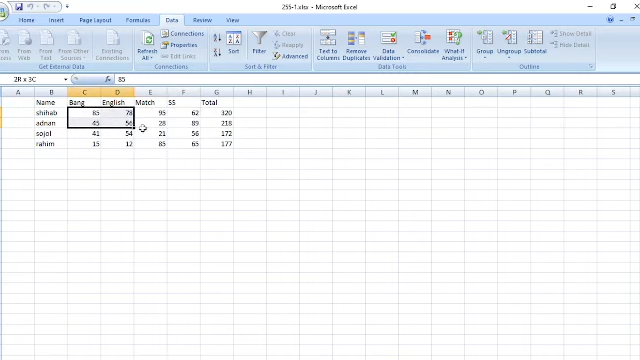 255-1.xlsx - Microsoft Excel
Home Insert Page Layout Formulas Data Review View
From Access From Web From Text From Other Sources Existing Connections Refresh All Connections Properties Sort Filter Clear Reapply Advanced Text to Columns Remove Duplicates Data Validation Consolidate What-If Analysis Group Ungroup Subtotal Show Detail Hide Detail
Get External Data Connections Sort & Filter Data Tools Outline
2R x 3C fx 85
A B C D E F G H I J K L M N O P Q R S
Name Bang English Match SS Total
shihab 85 78 95 62 320
adnan 45 56 28 89 218
sojol 41 54 21 56 172
rahim 15 12 85 65 177